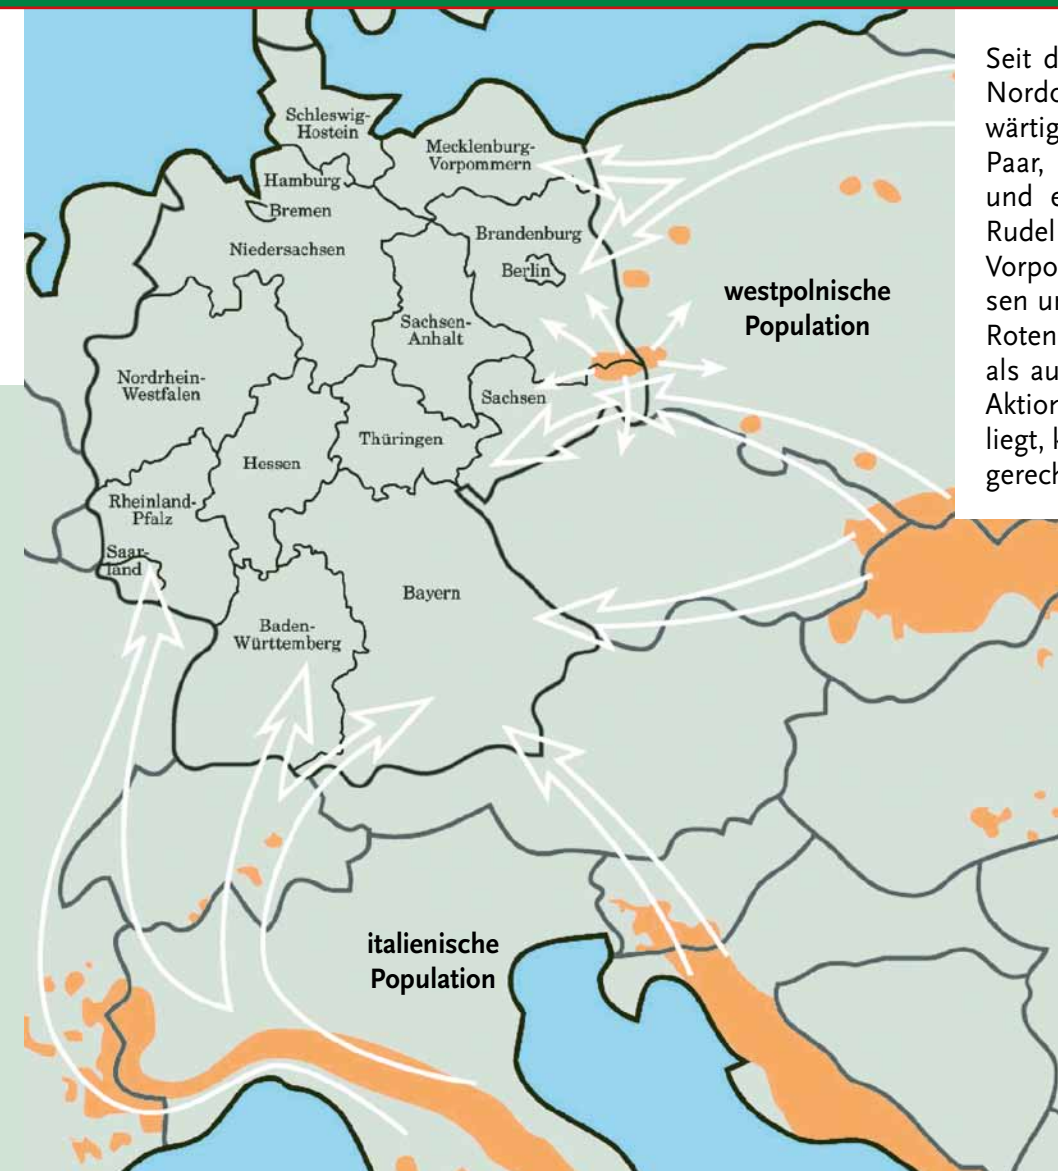 Schleswig-
Hostein
Mecklenburg-
Vorpommern
Hamburg
Bremen
Niedersachsen
Brandenburg
Berlin
Sachsen-
Anhalt
Nordrhein-
Westfalen
Sachsen
Thüringen
Hessen
Rheinland-
Pfalz
Saar-
land
Bayern
Baden-
Württemberg
westpolnische
Population
italienische
Population
Seit d
Nordo
wärtig
Paar,
und e
Rudel
Vorpo
sen un
Roten
als au
Aktion
liegt, k
gerech